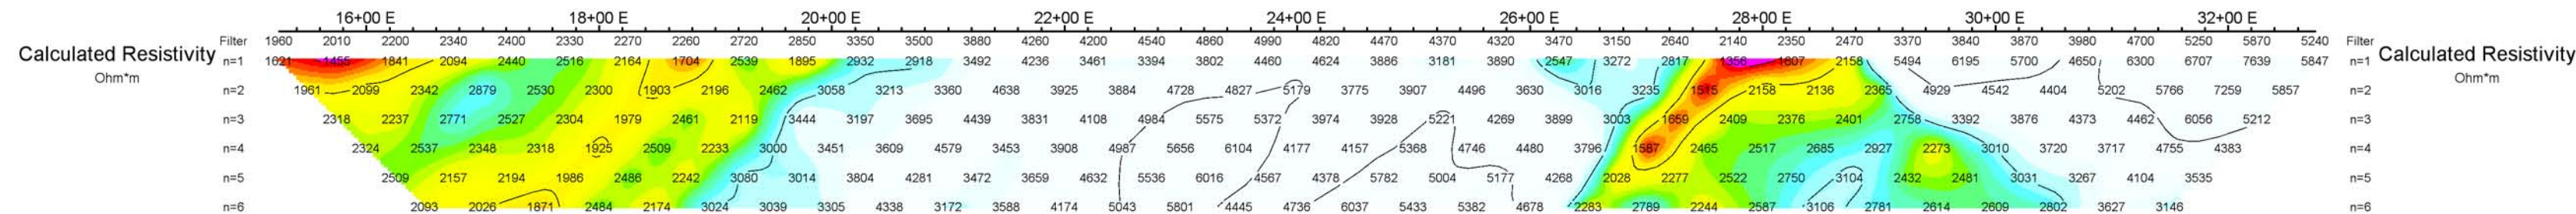 16+00 E 18+00 E 20+00 E 22+00 E 24+00 E 26+00 E 28+00 E 30+00 E 32+00 E
Calculated Resistivity
Ohm*m
Filter 1960 2010 2200 2340 2400 2330 2270 2260 2720 2850 3350 3500 3880 4260 4200 4540 4860 4990 4820 4470 4370 4320 3470 3150 2640 2140 2350 2470 3370 3840 3870 3980 4700 5250 5870 5240 Filter
n=1 1621 1455 1841 2094 2440 2516 2164 1704 2539 1895 2932 2918 3492 4236 3461 3394 3802 4460 4624 3886 3181 3890 2547 3272 2817 1356 1607 2158 5494 6195 5700 4650 6300 6707 7639 5847 n=1
n=2 1961 2099 2342 2879 2530 2300 1903 2196 2462 3058 3213 3360 4638 3925 3884 4728 4827 5179 3775 3907 4496 3630 3016 3235 1515 2158 2136 2365 4929 4542 4404 5202 5766 7259 5857 n=2
n=3 2318 2237 2771 2527 2304 1979 2461 2119 3444 3197 3695 4439 3831 4108 4984 5575 5372 3974 3928 5221 4269 3899 3003 1659 2409 2376 2401 2758 3392 3876 4373 4462 6056 5212 n=3
n=4 2324 2537 2348 2318 1925 2509 2233 3000 3451 3609 4579 3453 3908 4987 5656 6104 4177 4157 5368 4746 4480 3796 1587 2465 2517 2685 2927 2273 3010 3720 3717 4755 4383 n=4
n=5 2509 2157 2194 1986 2486 2242 3080 3014 3804 4281 3472 3659 4632 5536 6016 4567 4378 5782 5004 5177 4268 2028 2277 2522 2750 3104 2432 2481 3031 3267 4104 3535 n=5
n=6 2093 2026 1871 2484 2174 3024 3039 3305 4338 3172 3588 4174 5043 5801 4445 4736 6037 5433 5382 4678 2283 2789 2244 2587 3106 2781 2614 2609 2802 3627 3146 n=6
Calculated Resistivity
Ohm*m